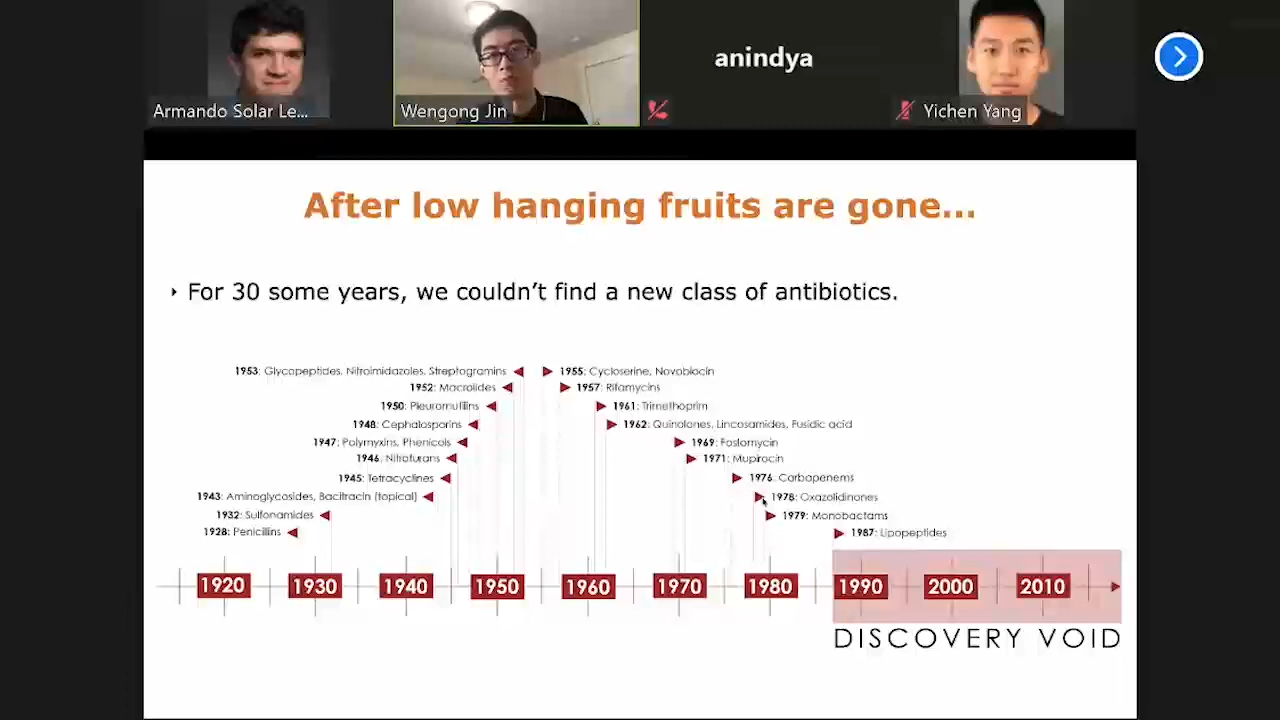 anindya
Armando Solar Le...
Wengong Jin
Yichen Yang
After low hanging fruits are gone...
For 30 some years, we couldn't find a new class of antibiotics.
1953: Glycopeptides, Nitroimidazoles, Streptogramins
1955: Cycloserine, Novobiocin
1952: Macrolides
1957: Rifamycins
1950: Pleuromutilins
1961: Trimethoprim
1948: Cephalosporins
1962: Quinolones, Lincosamides, Fusidic acid
1947: Polymyxins, Phenicols
1969: Fosfomycin
1946: Nitrofurans
1971: Mupirocin
1945: Tetracyclines
1976: Carbapenems
1943: Aminoglycosides, Bacitracin (topical)
1978: Oxazolidinones
1932: Sulfonamides
1979: Monobactams
1928: Penicillins
1987: Lipopeptides
1920 1930 1940 1950 1960 1970 1980 1990 2000 2010
DISCOVERY VOID